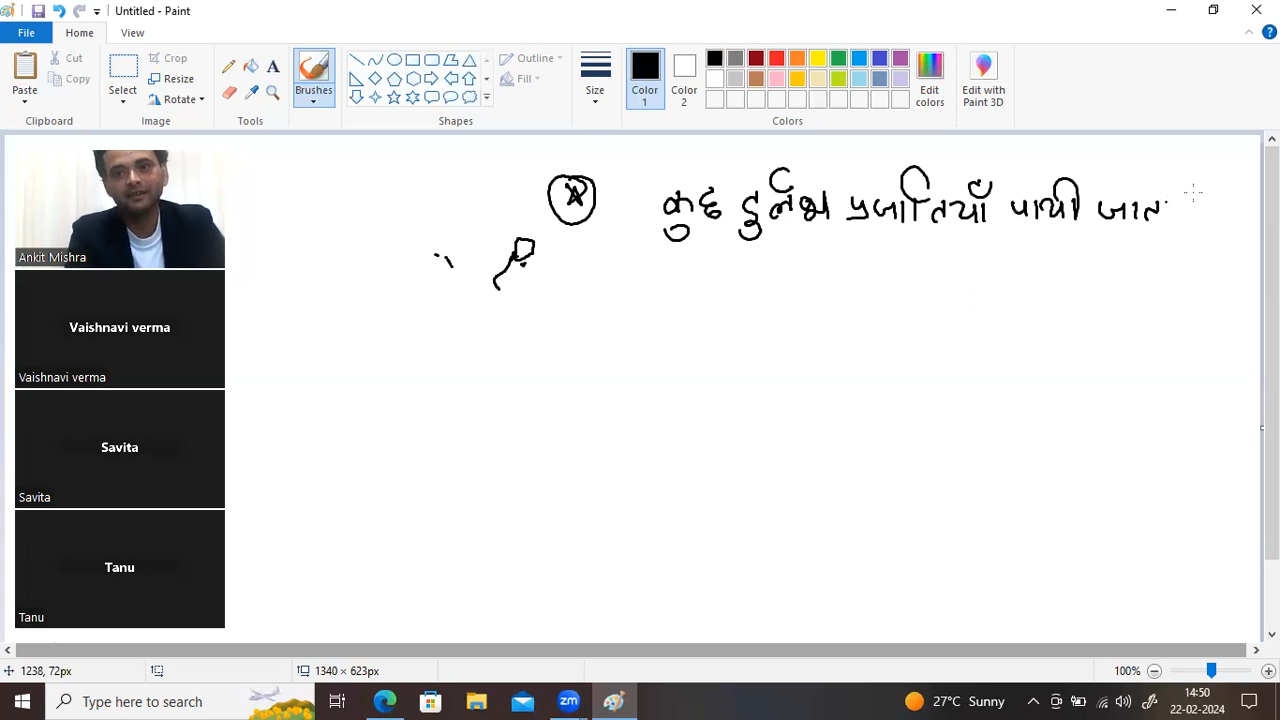 Untitled - Paint
File
Home
View
Paste
Cut
Copy
Clipboard
Select
Crop
Resize
Rotate
Image
Tools
Brushes
Shapes
Outline
Fill
Size
Color 1
Color 2
Colors
Edit colors
Edit with Paint 3D
कुछ दुर्लभ प्रजातियाँ पायी जात
Ankit Mishra
Vaishnavi verma
Vaishnavi verma
Savita
Savita
Tanu
Tanu
1238, 72px
1340 × 623px
100%
Type here to search
zm
27°C Sunny
14:50
22-02-2024